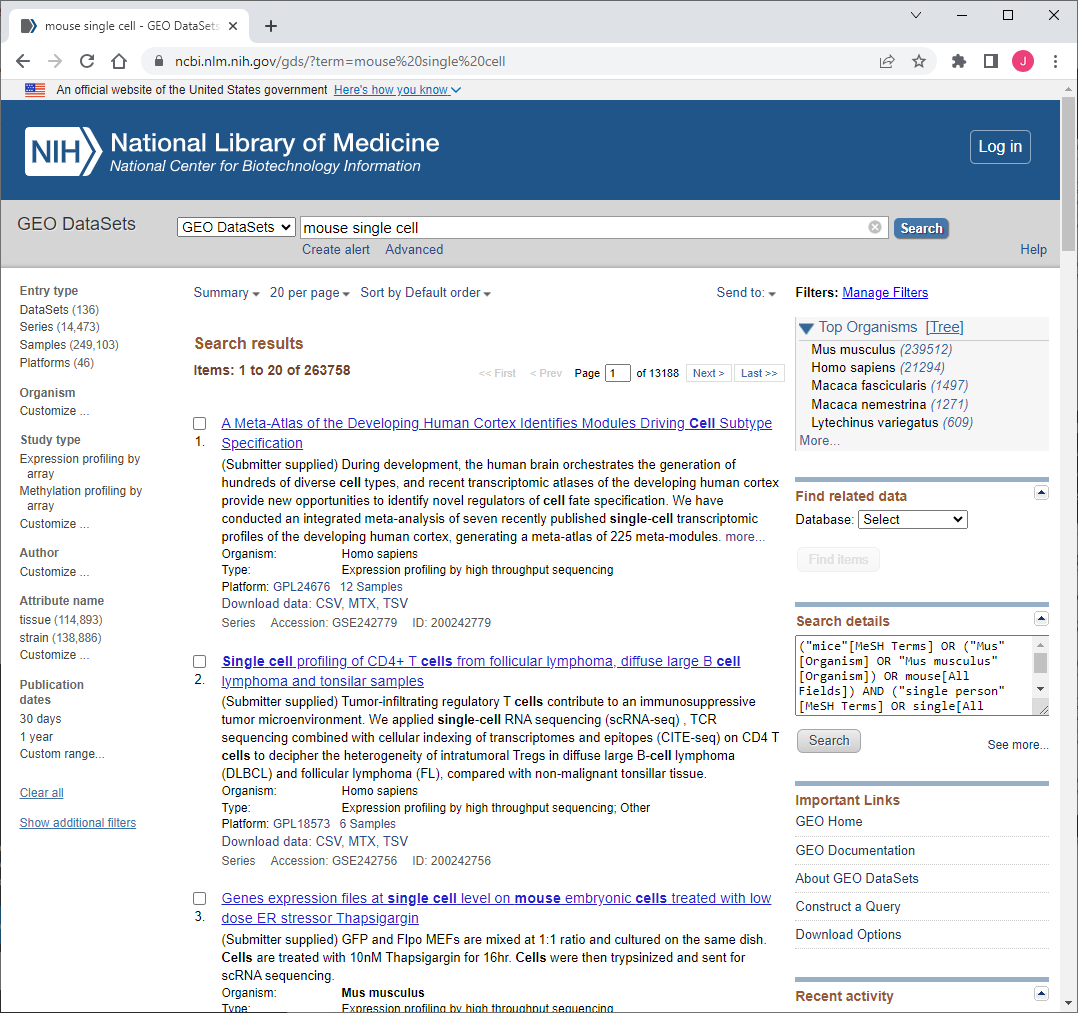 mouse single cell - GEO DataSets
ncbi.nlm.nih.gov/gds/?term=mouse%20single%20cell
J
An official website of the United States government Here's how you know
NIH National Library of Medicine
National Center for Biotechnology Information
Log in
GEO DataSets
GEO DataSets mouse single cell Search
Create alert Advanced
Help
Entry type
DataSets (136)
Series (14,473)
Samples (249,103)
Platforms (46)
Organism
Customize ...
Study type
Expression profiling by
array
Methylation profiling by
array
Customize ...
Author
Customize ...
Attribute name
tissue (114,893)
strain (138,886)
Customize ...
Publication
dates
30 days
1 year
Custom range...
Clear all
Show additional filters
Summary 20 per page Sort by Default order Send to:
Search results
Items: 1 to 20 of 263758
<< First < Prev Page 1 of 13188 Next > Last >>
1.
A Meta-Atlas of the Developing Human Cortex Identifies Modules Driving Cell Subtype
Specification
(Submitter supplied) During development, the human brain orchestrates the generation of
hundreds of diverse cell types, and recent transcriptomic atlases of the developing human cortex
provide new opportunities to identify novel regulators of cell fate specification. We have
conducted an integrated meta-analysis of seven recently published single-cell transcriptomic
profiles of the developing human cortex, generating a meta-atlas of 225 meta-modules. more...
Organism: Homo sapiens
Type: Expression profiling by high throughput sequencing
Platform: GPL24676 12 Samples
Download data: CSV, MTX, TSV
Series Accession: GSE242779 ID: 200242779
2.
Single cell profiling of CD4+ T cells from follicular lymphoma, diffuse large B cell
lymphoma and tonsilar samples
(Submitter supplied) Tumor-infiltrating regulatory T cells contribute to an immunosuppressive
tumor microenvironment. We applied single-cell RNA sequencing (scRNA-seq) , TCR
sequencing combined with cellular indexing of transcriptomes and epitopes (CITE-seq) on CD4 T
cells to decipher the heterogeneity of intratumoral Tregs in diffuse large B-cell lymphoma
(DLBCL) and follicular lymphoma (FL), compared with non-malignant tonsillar tissue.
Organism: Homo sapiens
Type: Expression profiling by high throughput sequencing; Other
Platform: GPL18573 6 Samples
Download data: CSV, MTX, TSV
Series Accession: GSE242756 ID: 200242756
3.
Genes expression files at single cell level on mouse embryonic cells treated with low
dose ER stressor Thapsigargin
(Submitter supplied) GFP and Flpo MEFs are mixed at 1:1 ratio and cultured on the same dish.
Cells are treated with 10nM Thapsigargin for 16hr. Cells were then trypsinized and sent for
scRNA sequencing.
Organism: Mus musculus
Type: Expression profiling by high throughput sequencing
Filters: Manage Filters
Top Organisms [Tree]
Mus musculus (239512)
Homo sapiens (21294)
Macaca fascicularis (1497)
Macaca nemestrina (1271)
Lytechinus variegatus (609)
More...
Find related data
Database: Select
Find items
Search details
("mice"[MeSH Terms] OR ("Mus"
[Organism] OR "Mus musculus"
[Organism]) OR mouse[All
Fields]) AND ("single person"
[MeSH Terms] OR single[All
Search
See more...
Important Links
GEO Home
GEO Documentation
About GEO DataSets
Construct a Query
Download Options
Recent activity